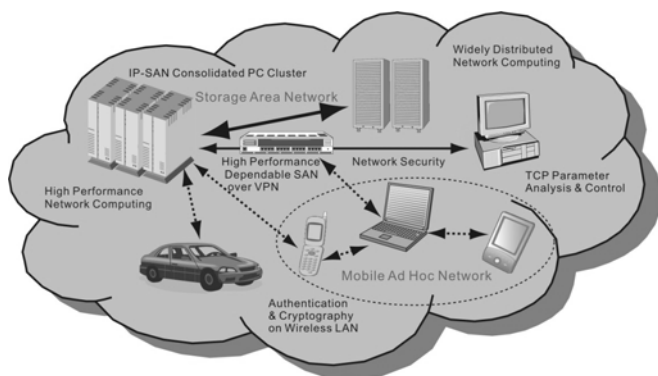 Widely Distributed
Network Computing
IP-SAN Consolidated PC Cluster
Storage Area Network
High Performance
Dependable SAN
over VPN
Network Security
TCP Parameter
Analysis & Control
High Performance
Network Computing
Mobile Ad Hoc Network
Authentication
& Cryptography
on Wireless LAN